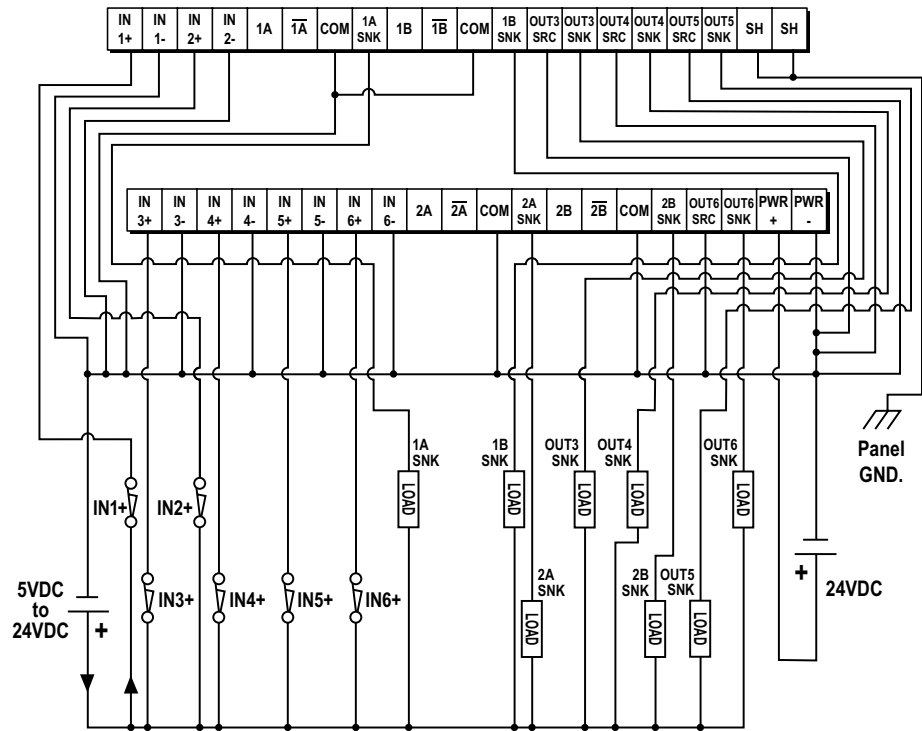 IN 1+
IN 1-
IN 2+
IN 2-
1A
1A̅
COM
1A SNK
1B
1B̅
COM
1B SNK
OUT3 SRC
OUT3 SNK
OUT4 SRC
OUT4 SNK
OUT5 SRC
OUT5 SNK
SH
SH
IN 3+
IN 3-
IN 4+
IN 4-
IN 5+
IN 5-
IN 6+
IN 6-
2A
2A̅
COM
2A SNK
2B
2B̅
COM
2B SNK
OUT6 SRC
OUT6 SNK
PWR +
PWR -
Panel
GND.
1A SNK
1B SNK
OUT3 SNK
OUT4 SNK
OUT6 SNK
LOAD
LOAD
LOAD
LOAD
LOAD
IN1+
IN2+
IN3+
IN4+
IN5+
IN6+
2A SNK
2B SNK
OUT5 SNK
LOAD
LOAD
LOAD
5VDC
to
24VDC
+
+
24VDC